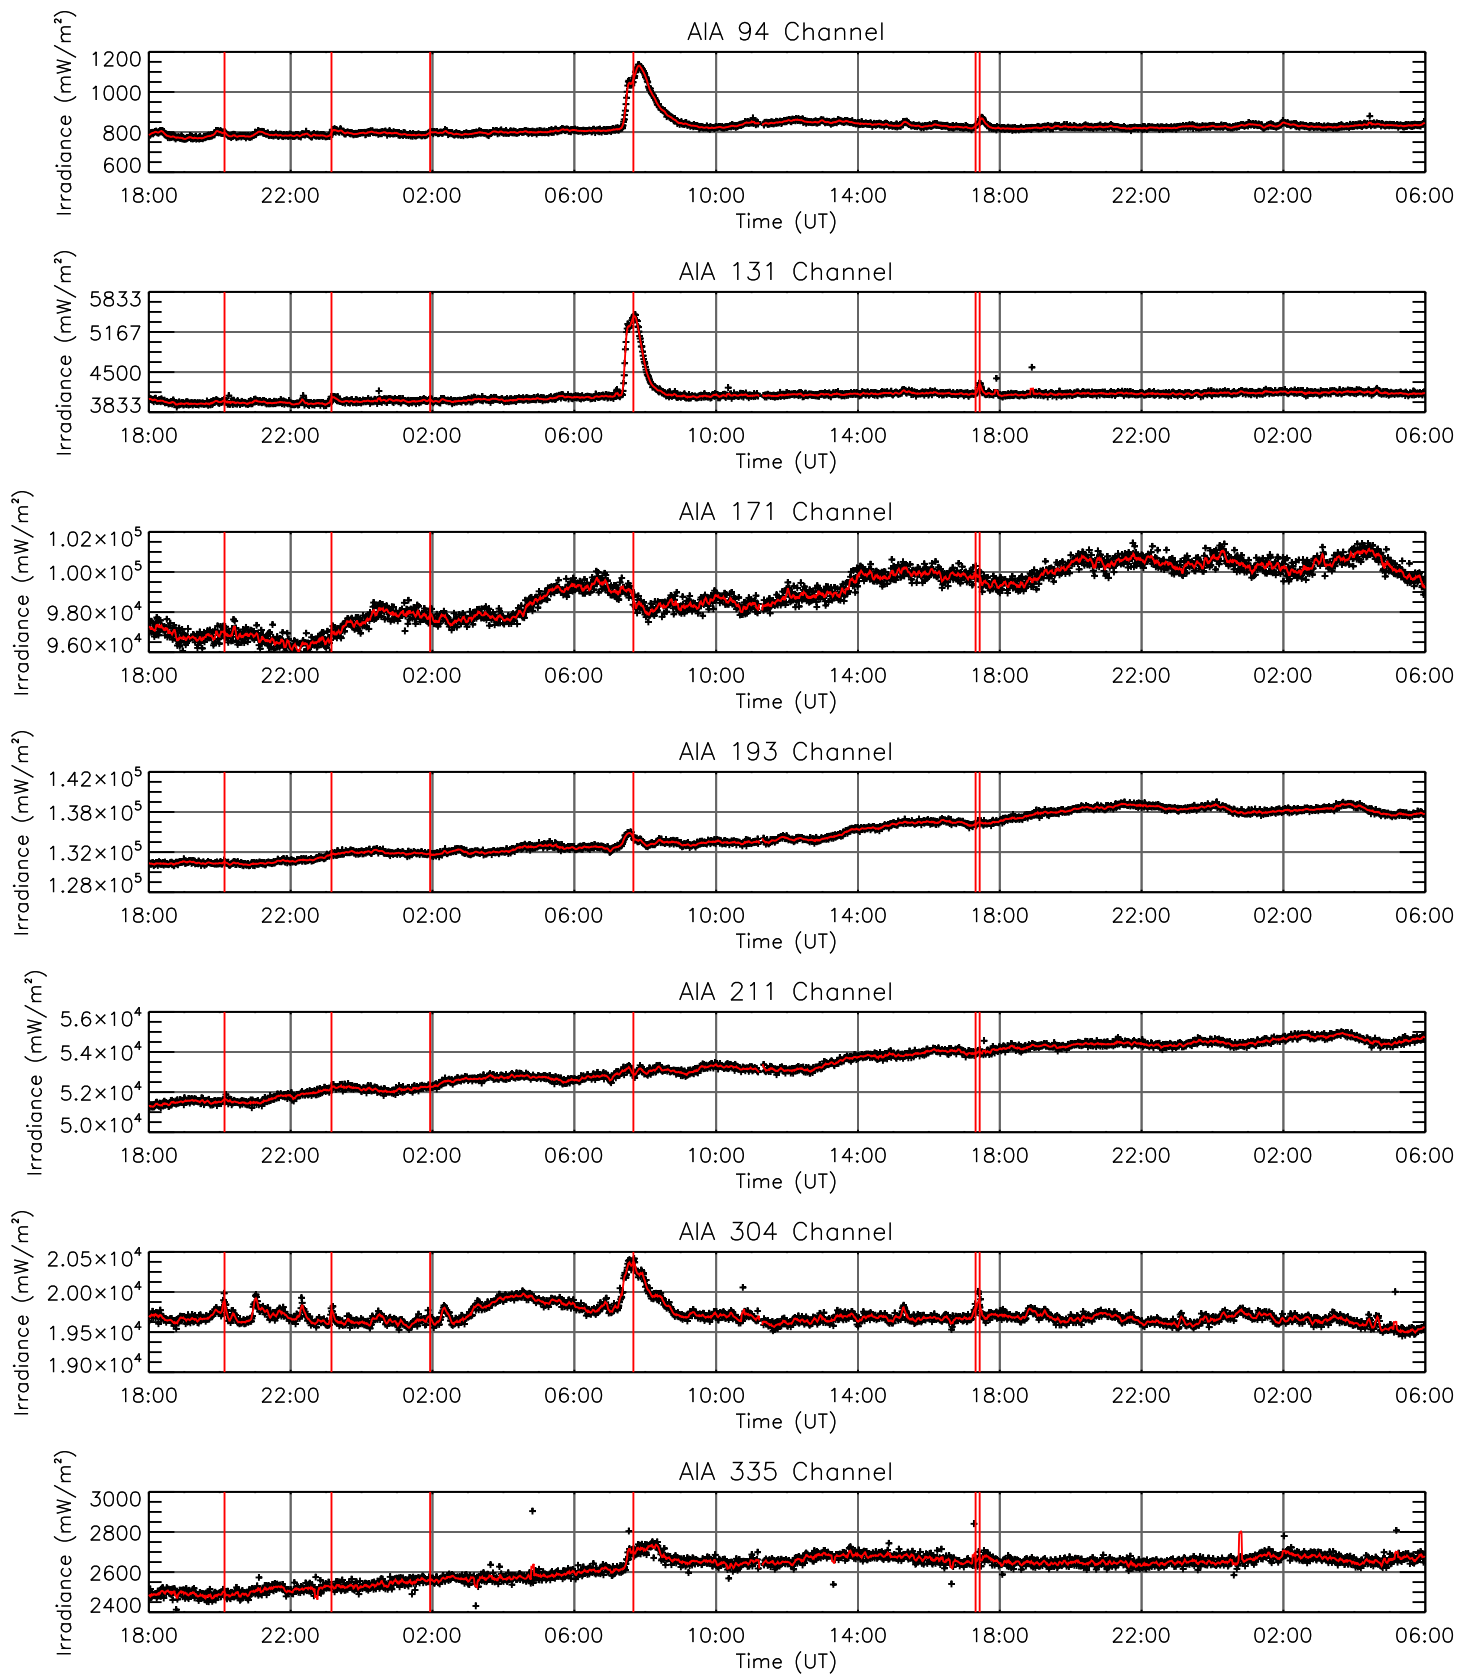 AIA 94 Channel
Irradiance (mW/m²)
1200
1000
800
600
18:00 22:00 02:00 06:00 10:00 14:00 18:00 22:00 02:00 06:00
Time (UT)
AIA 131 Channel
Irradiance (mW/m²)
5833
5167
4500
3833
18:00 22:00 02:00 06:00 10:00 14:00 18:00 22:00 02:00 06:00
Time (UT)
AIA 171 Channel
Irradiance (mW/m²)
1.02×10⁵
1.00×10⁵
9.80×10⁴
9.60×10⁴
18:00 22:00 02:00 06:00 10:00 14:00 18:00 22:00 02:00 06:00
Time (UT)
AIA 193 Channel
Irradiance (mW/m²)
1.42×10⁵
1.38×10⁵
1.32×10⁵
1.28×10⁵
18:00 22:00 02:00 06:00 10:00 14:00 18:00 22:00 02:00 06:00
Time (UT)
AIA 211 Channel
Irradiance (mW/m²)
5.6×10⁴
5.4×10⁴
5.2×10⁴
5.0×10⁴
18:00 22:00 02:00 06:00 10:00 14:00 18:00 22:00 02:00 06:00
Time (UT)
AIA 304 Channel
Irradiance (mW/m²)
2.05×10⁴
2.00×10⁴
1.95×10⁴
1.90×10⁴
18:00 22:00 02:00 06:00 10:00 14:00 18:00 22:00 02:00 06:00
Time (UT)
AIA 335 Channel
Irradiance (mW/m²)
3000
2800
2600
2400
18:00 22:00 02:00 06:00 10:00 14:00 18:00 22:00 02:00 06:00
Time (UT)